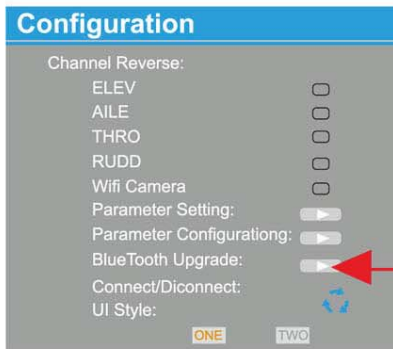 Configuration
Channel Reverse:
ELEV
AILE
THRO
RUDD
Wifi Camera
Parameter Setting:
Parameter Configurationg:
BlueTooth Upgrade:
Connect/Diconnect:
UI Style:
ONE TWO